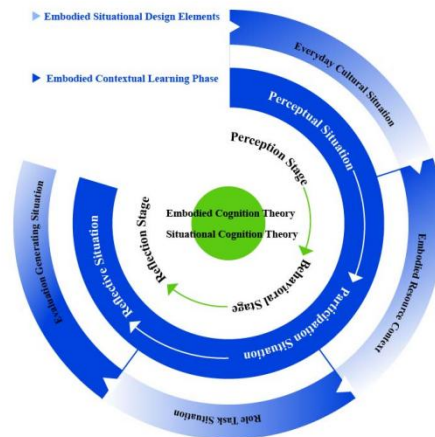 Embodied Situational Design Elements
Embodied Contextual Learning Phase
Everyday Cultural Situation
Perceptual Situation
Perception Stage
Embodied Cognition Theory
Situational Cognition Theory
Behavioral Stage
Reflection Stage
Participation Situation
Reflective Situation
Embodied Resource Context
Role Task Situation
Evaluation Generating Situation